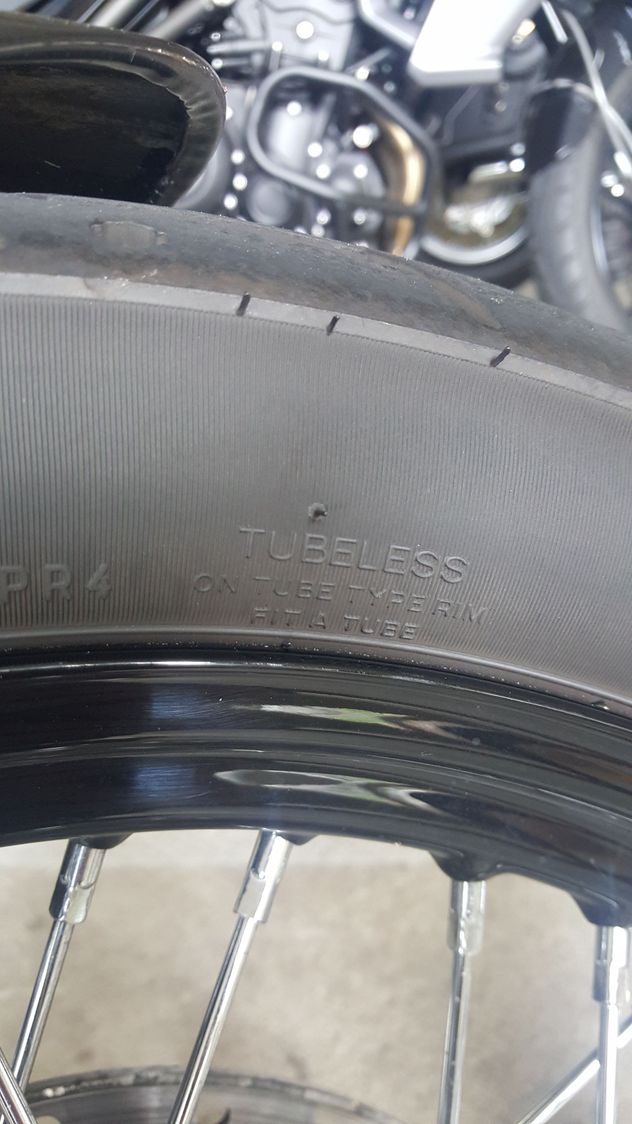 TUBELESS
ON TUBE TYPE RIM
FIT A TUBE
PR4